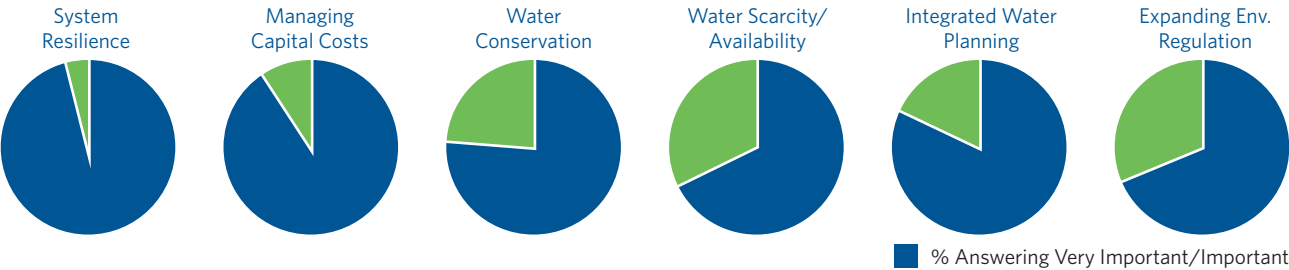 System
Resilience
Managing
Capital Costs
Water
Conservation
Water Scarcity/
Availability
Integrated Water
Planning
Expanding Env.
Regulation
% Answering Very Important/Important